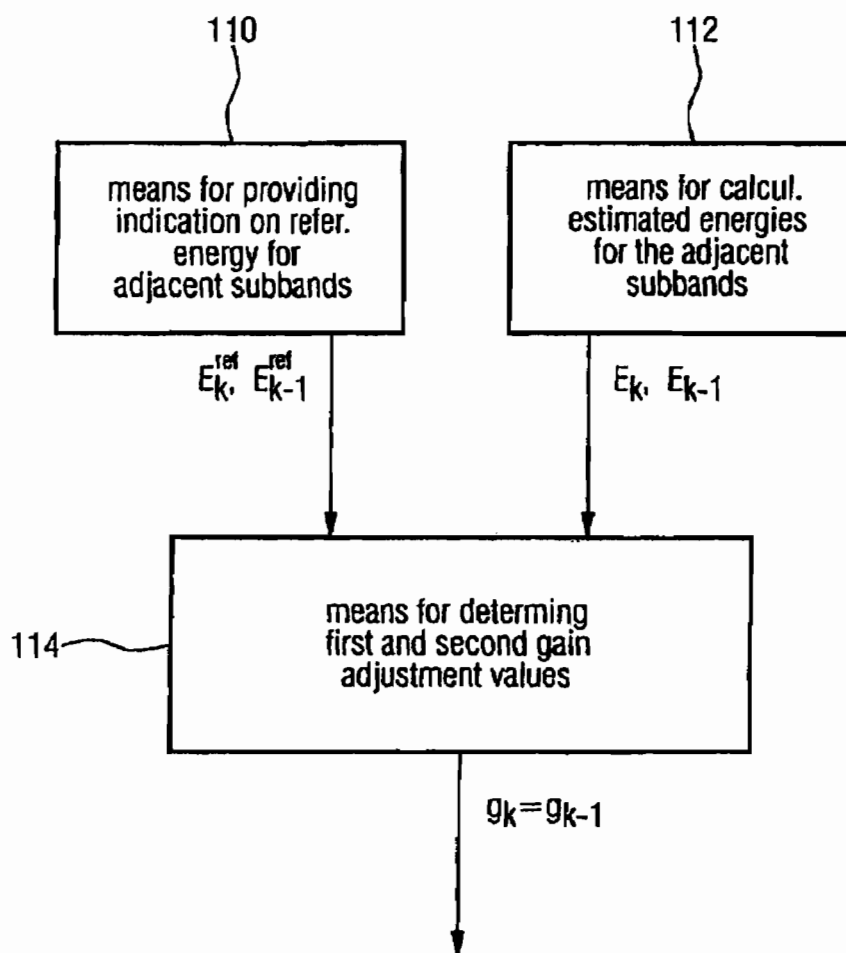 110
112
means for providing
indication on refer.
energy for
adjacent subbands
means for calcul.
estimated energies
for the adjacent
subbands
E_k^ref, E_k-1^ref
E_k, E_k-1
114
means for determing
first and second gain
adjustment values
g_k=g_k-1